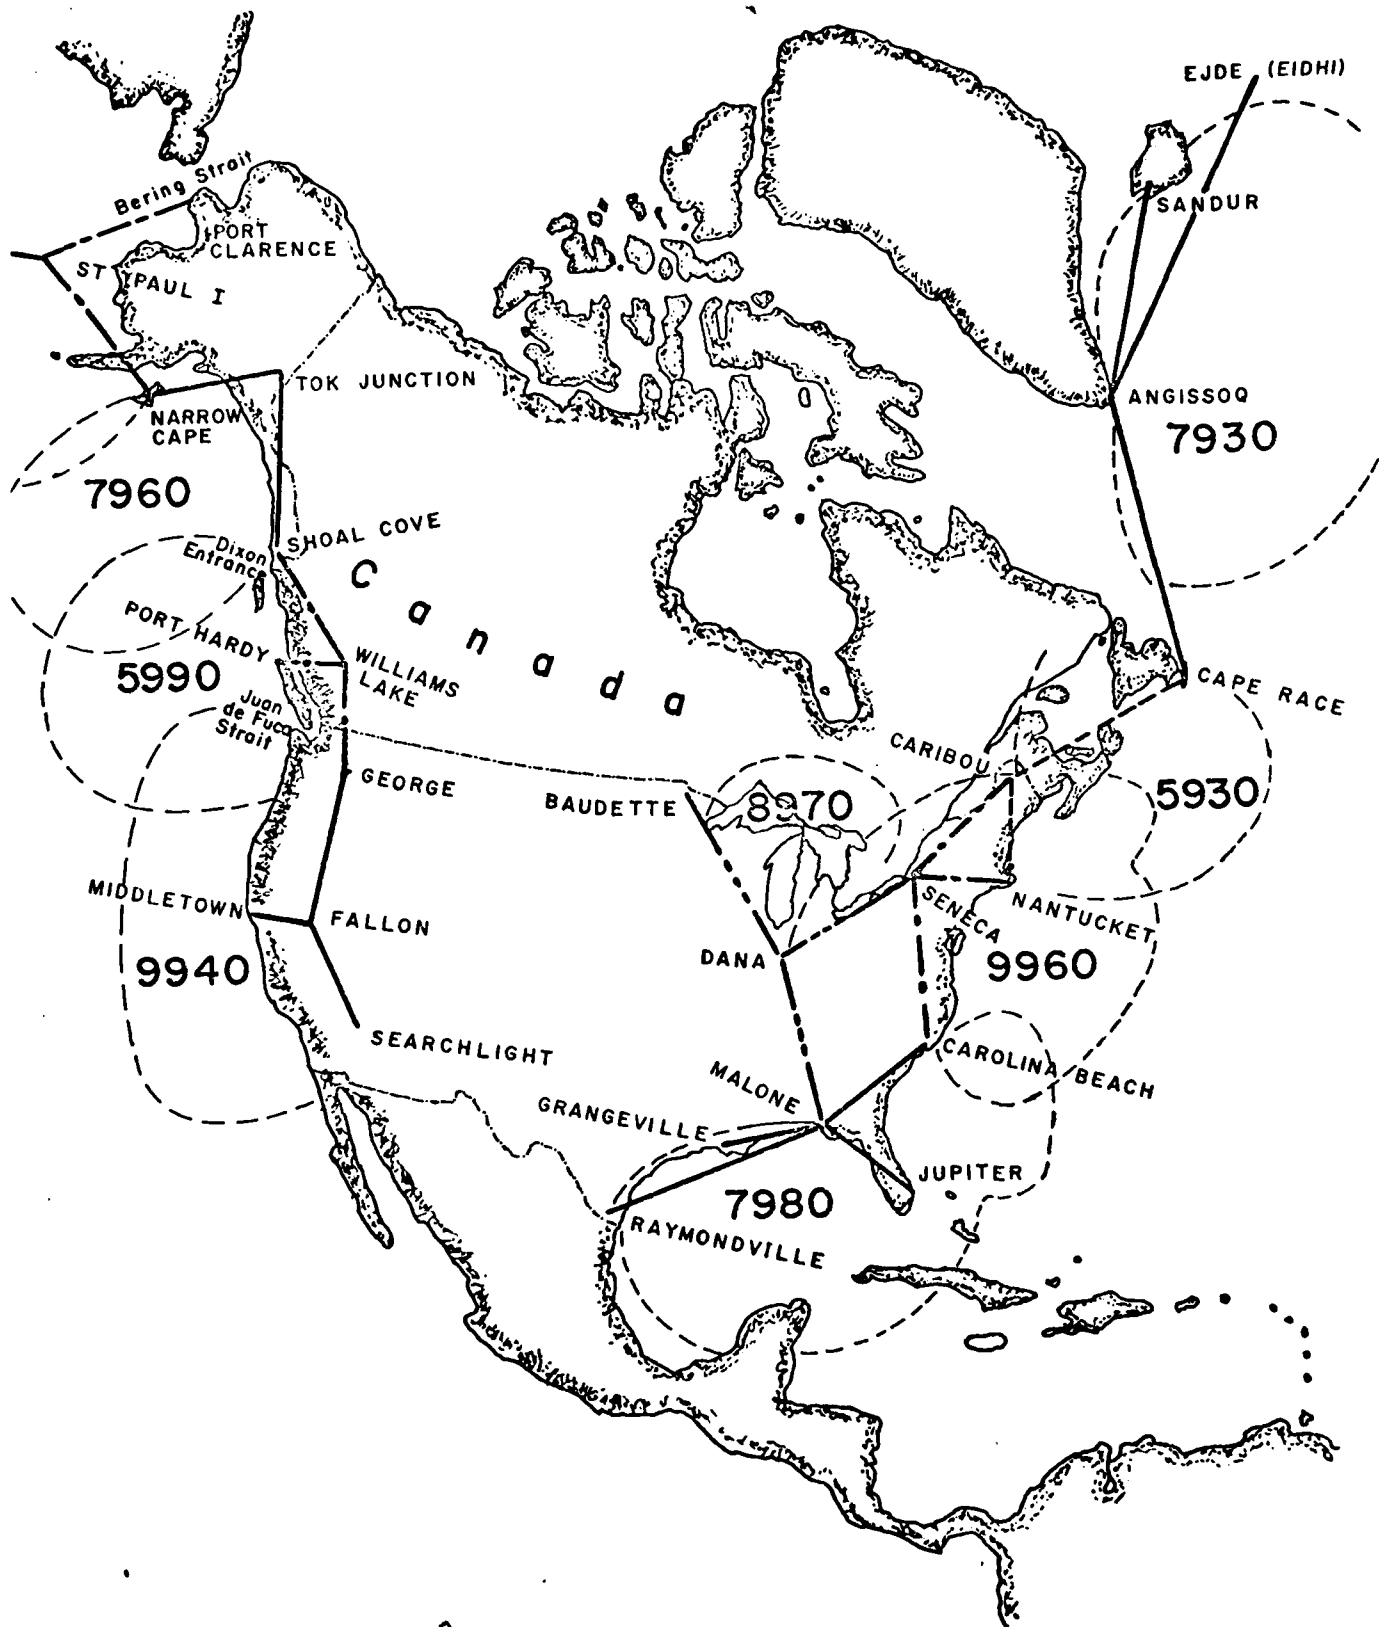 EJDE (EIDHI)
Bering Strait
SANDUR
PORT
CLARENCE
ST PAUL I
TOK JUNCTION
ANGISSOQ
NARROW
CAPE
7930
7960
SHOAL COVE
Dixon
Entrance
Canada
PORT HARDY
WILLIAMS
LAKE
5990
CAPE RACE
Juan
de Fuca
Strait
CARIBOU
GEORGE
BAUDETTE
8970
5930
MIDDLETOWN
FALLON
SENECA
NANTUCKET
DANA
9960
9940
SEARCHLIGHT
CAROLINA BEACH
MALONE
GRANGEVILLE
JUPITER
7980
RAYMONDVILLE